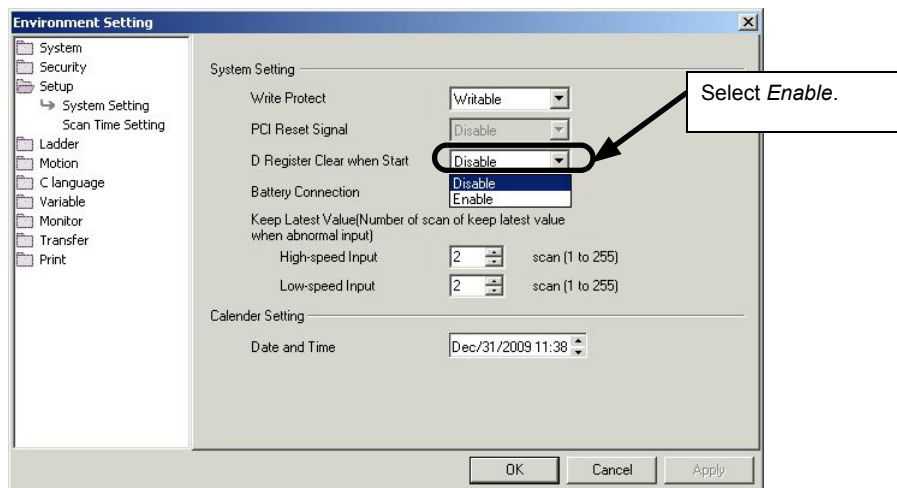 Environment Setting
System
Security
Setup
System Setting
Scan Time Setting
Ladder
Motion
C language
Variable
Monitor
Transfer
Print
System Setting
Write Protect Writable
PCI Reset Signal Disable
D Register Clear when Start Disable
Disable
Enable
Battery Connection
Keep Latest Value(Number of scan of keep latest value
when abnormal input)
High-speed Input 2 scan (1 to 255)
Low-speed Input 2 scan (1 to 255)
Calender Setting
Date and Time Dec/31/2009 11:38
OK Cancel Apply
Select Enable.